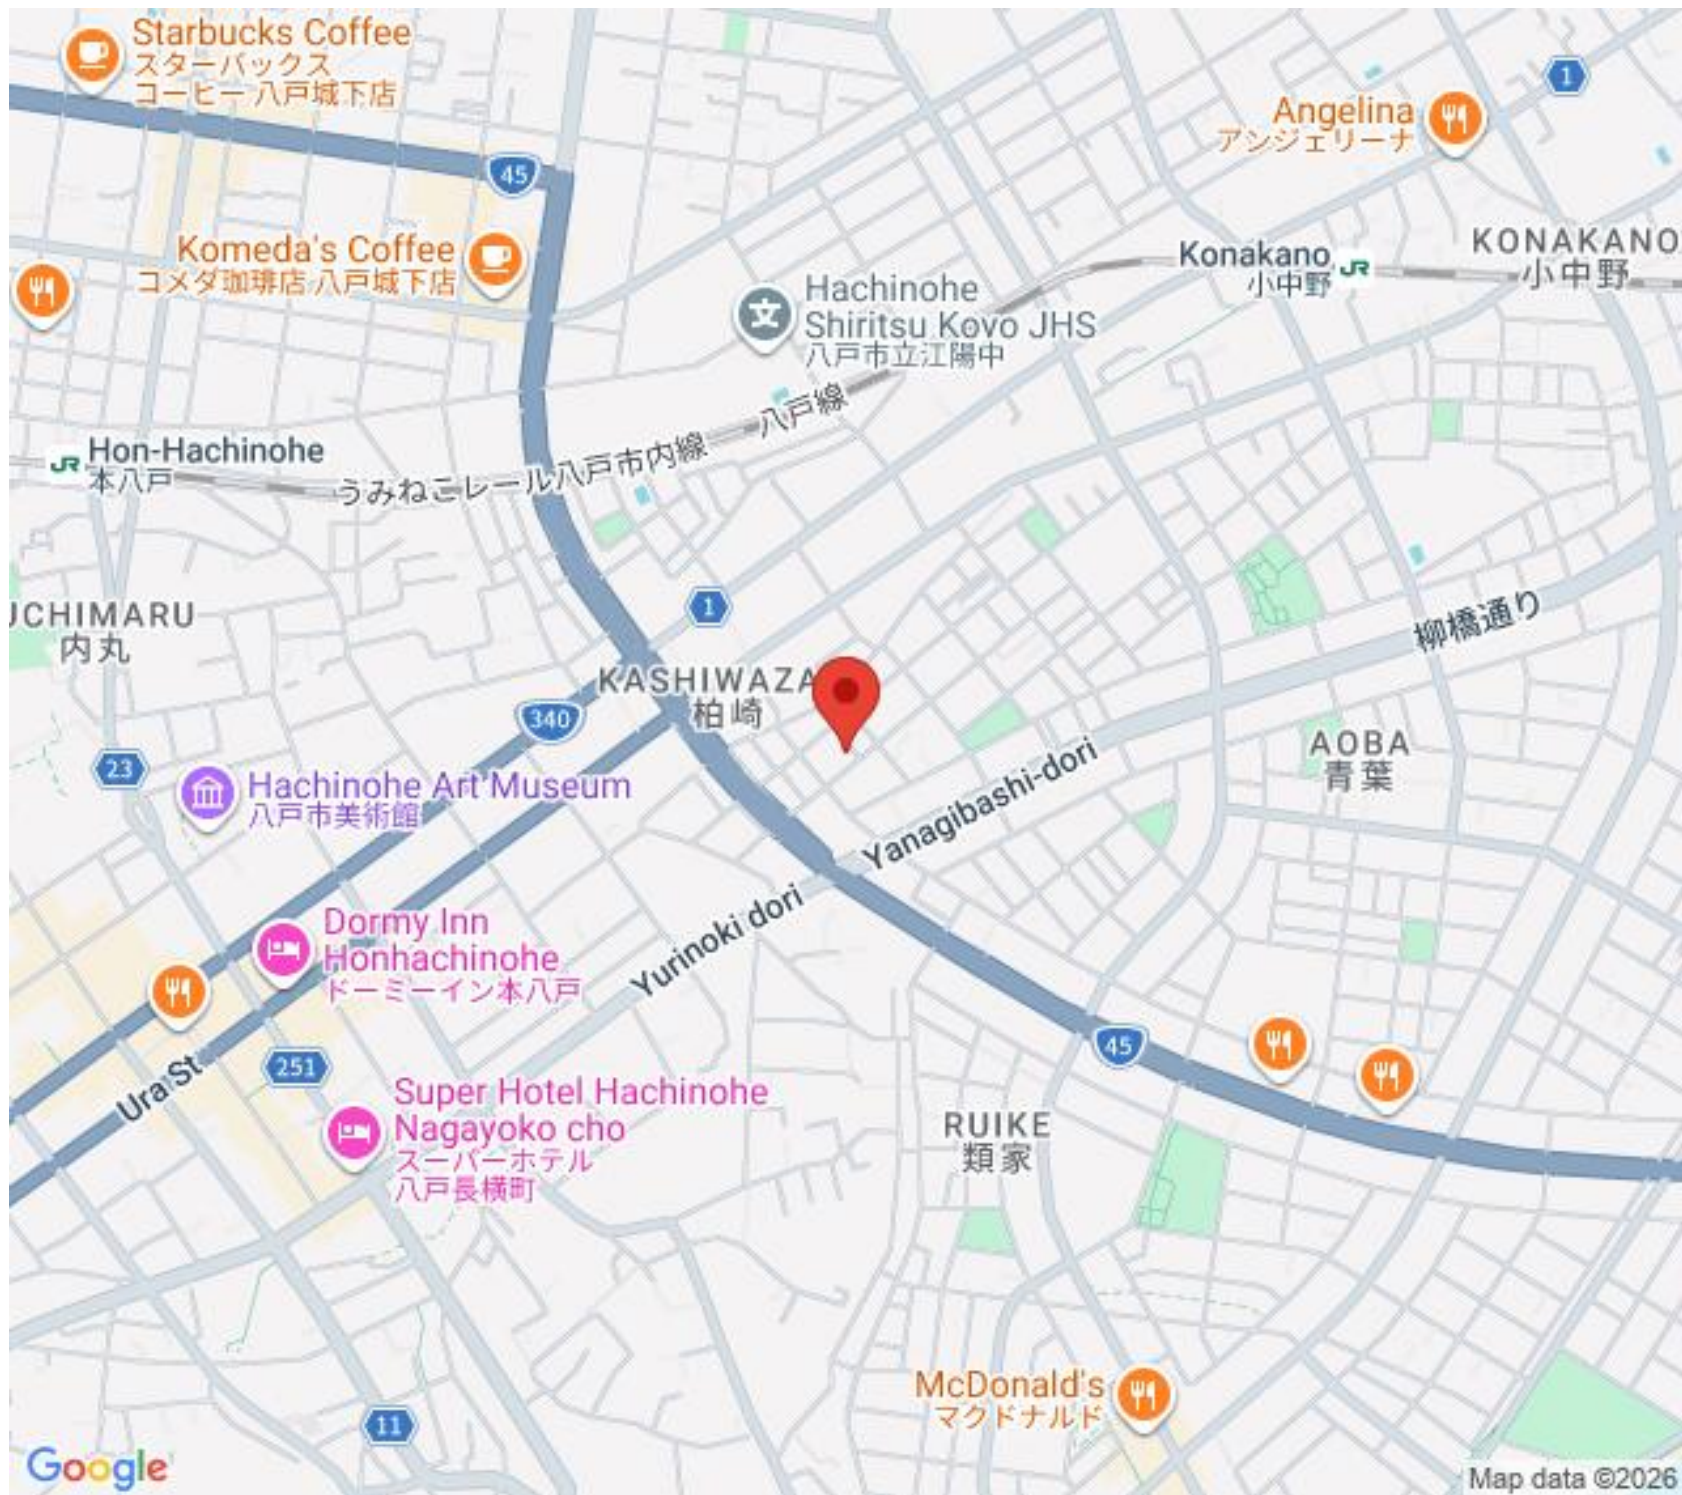 Starbucks Coffee
スターバックス
コーヒー 八戸城下店
1
Angelina
アンジェリーナ
45
Komeda's Coffee
コメダ珈琲店 八戸城下店
Konakano
小中野
JR
KONAKANO
小中野
文
Hachinohe
Shiritsu Koyo JHS
八戸市立江陽中
JR
Hon-Hachinohe
本八戸
うみねこレール八戸市内線
八戸線
1
UCHIMARU
内丸
柳橋通り
KASHIWAZA
柏崎
340
23
AOBA
青葉
Hachinohe Art Museum
八戸市美術館
Yanagibashi-dori
Yurinoki dori
Dormy Inn
Honhachinohe
ドーミーイン本八戸
45
Ura St
251
Super Hotel Hachinohe
Nagayoko cho
スーパーホテル
八戸長横町
RUIKE
類家
McDonald's
マクドナルド
11
Google
Map data ©2026